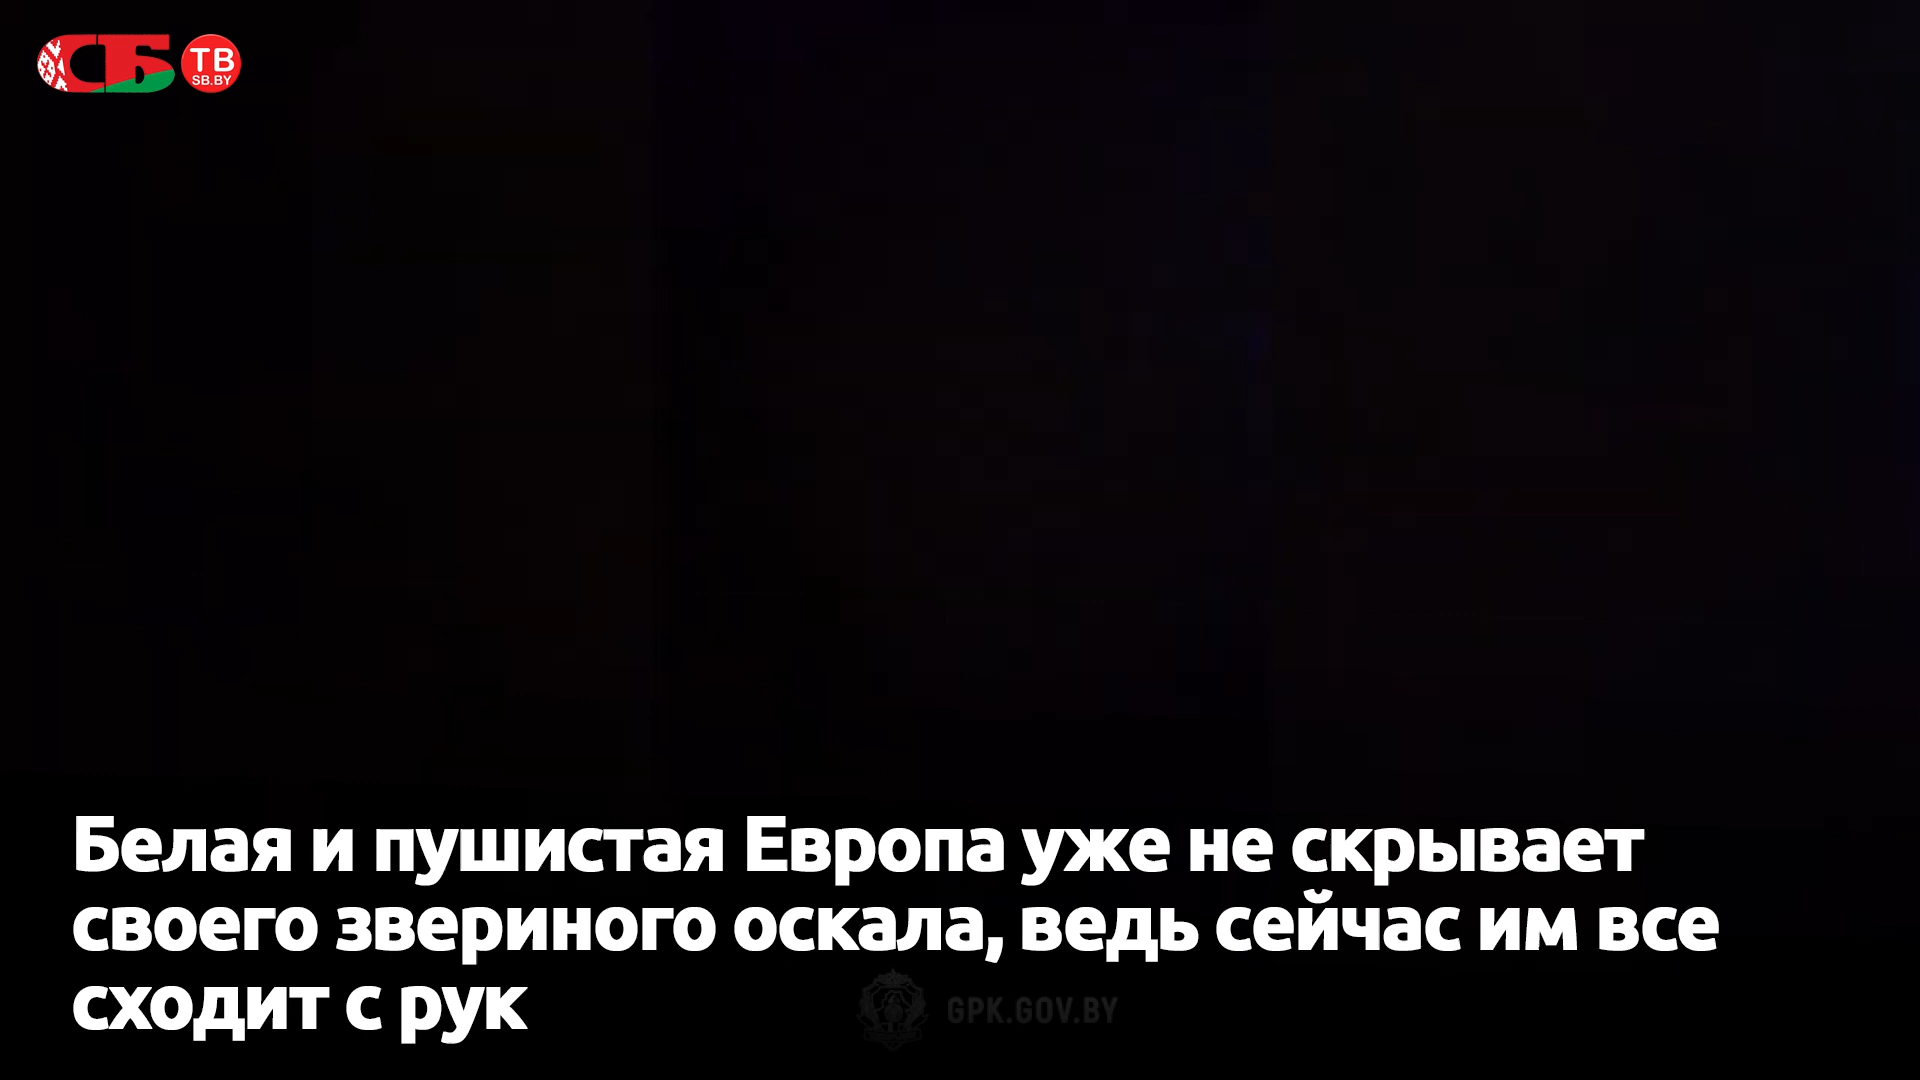 СБ ТВ
SB.BY
Белая и пушистая Европа уже не скрывает
своего звериного оскала, ведь сейчас им все
сходит с рук
GPK.GOV.BY